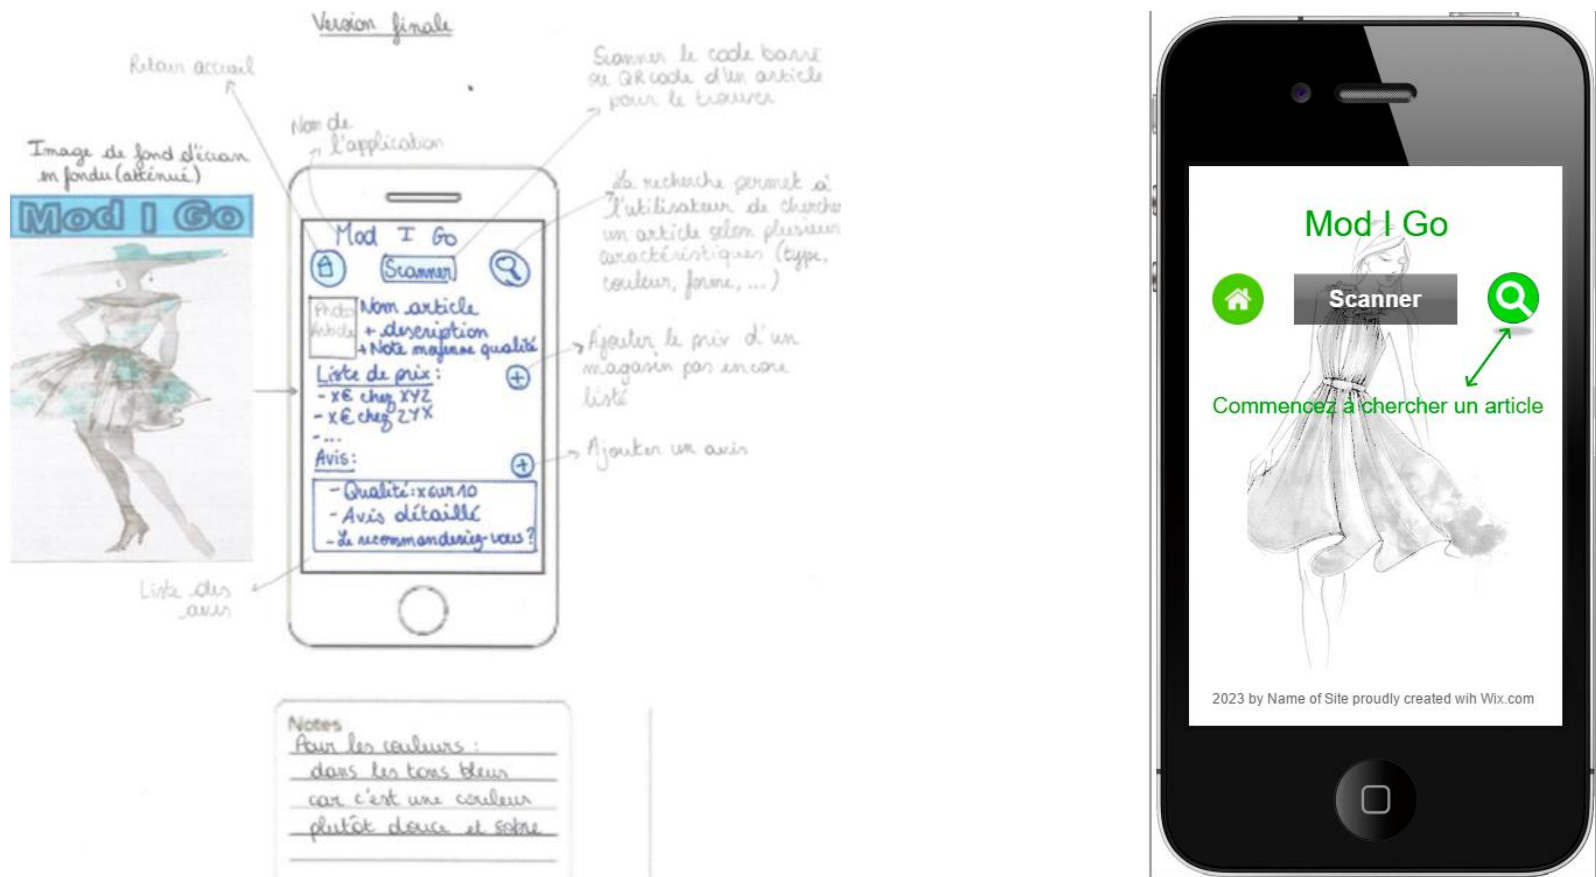 Version finale
Retour accueil
Scanner le code barre
ou QR code d'un article
pour le trouver
Nom de
l'application
Image de fond d'écran
en fondu (atténué)
Mod I Go
La recherche permet à
l'utilisateur de chercher
un article selon plusieurs
caractéristiques (type,
couleur, forme, ...)
Mod I Go
Scanner
Photo
Article
Nom article
+ description
+ Note moyenne qualité
Liste de prix :
- x€ chez XYZ
- x€ chez ZYX
- ...
Ajouter le prix d'un
magasin pas encore
listé
Avis :
Ajouter un avis
- Qualité : x sur 10
- Avis détaillé
- Le recommanderiez-vous ?
Liste des
avis
Notes
Pour les couleurs :
dans les tons bleus
car c'est une couleur
plutôt douce et sobre
Mod I Go
Scanner
Commencez à chercher un article
2023 by Name of Site proudly created wih Wix.com